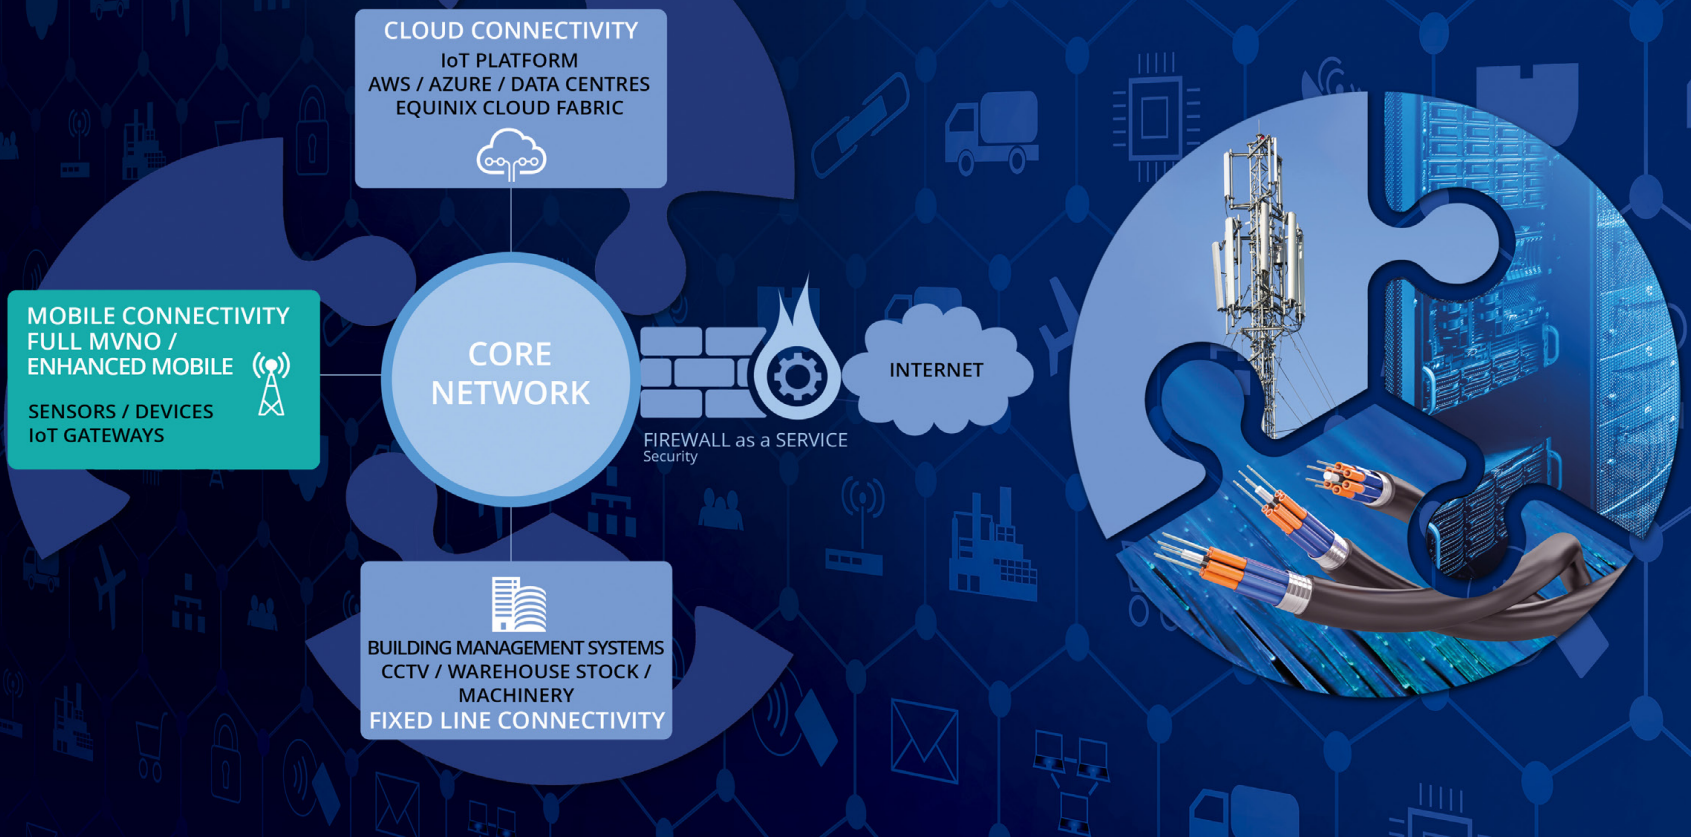 CLOUD CONNECTIVITY
IoT PLATFORM
AWS / AZURE / DATA CENTRES
EQUINIX CLOUD FABRIC
MOBILE CONNECTIVITY
FULL MVNO /
ENHANCED MOBILE
SENSORS / DEVICES
IoT GATEWAYS
CORE
NETWORK
FIREWALL as a SERVICE
Security
INTERNET
BUILDING MANAGEMENT SYSTEMS
CCTV / WAREHOUSE STOCK /
MACHINERY
FIXED LINE CONNECTIVITY